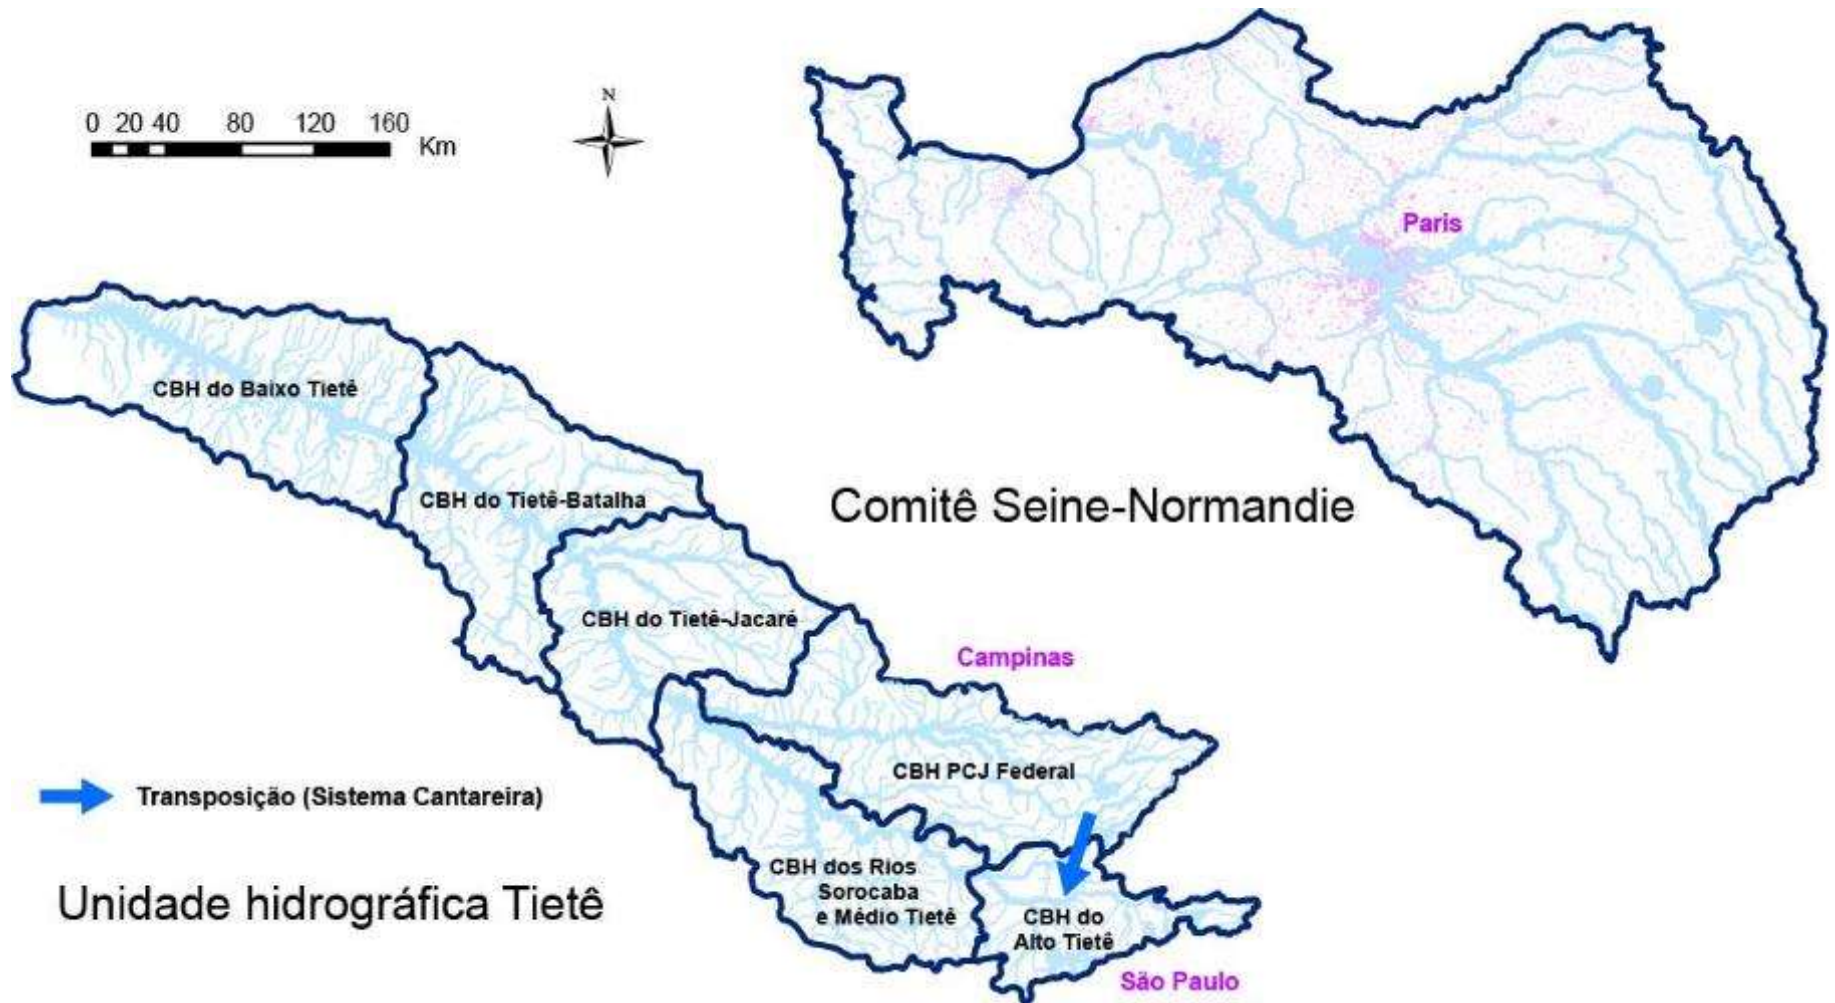 0 20 40 80 120 160
Km
N
Paris
CBH do Baixo Tietê
CBH do Tietê-Batalha
Comitê Seine-Normandie
CBH do Tietê-Jacaré
Campinas
CBH PCJ Federal
Transposição (Sistema Cantareira)
CBH dos Rios
Sorocaba
e Médio Tietê
Unidade hidrográfica Tietê
CBH do
Alto Tietê
São Paulo